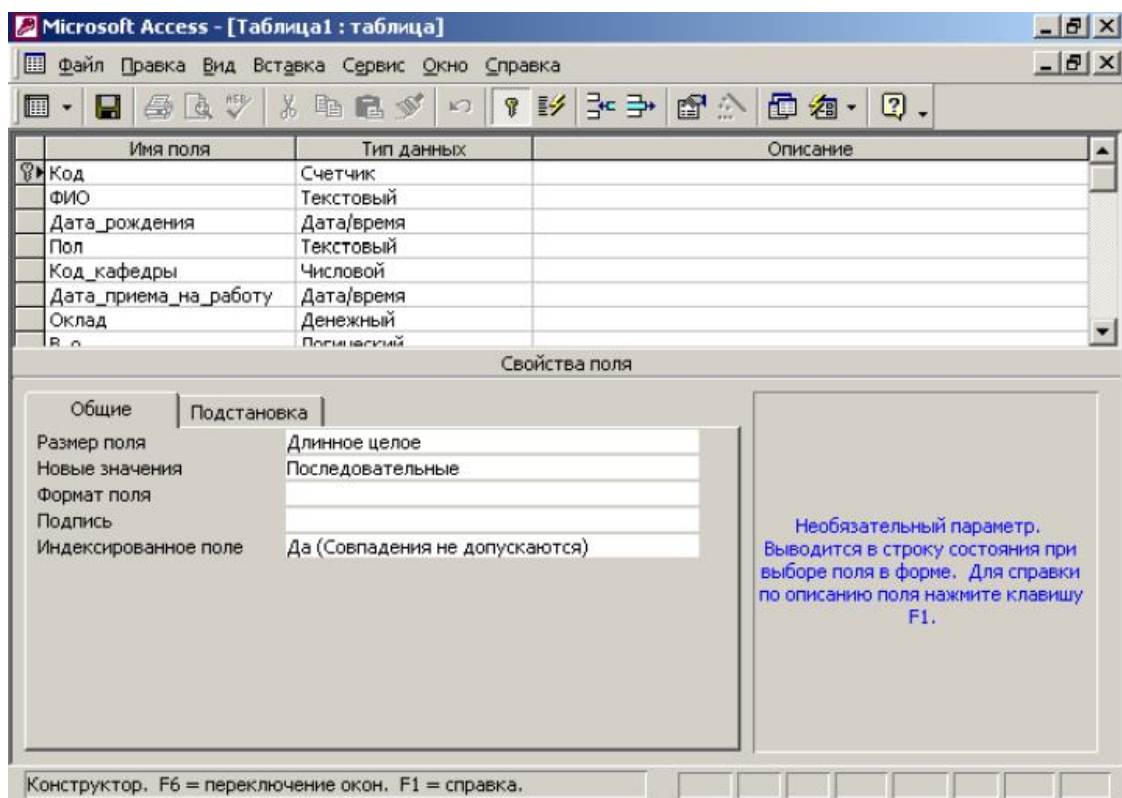 Microsoft Access - [Таблица1 : таблица]
Файл Правка Вид Вставка Сервис Окно Справка
Имя поля Тип данных Описание
Код Счетчик
ФИО Текстовый
Дата_рождения Дата/время
Пол Текстовый
Код_кафедры Числовой
Дата_приема_на_работу Дата/время
Оклад Денежный
Логический
Свойства поля
Общие Подстановка
Размер поля Длинное целое
Новые значения Последовательные
Формат поля
Подпись
Индексированное поле Да (Совпадения не допускаются)
Необязательный параметр.
Выводится в строку состояния при
выборе поля в форме. Для справки
по описанию поля нажмите клавишу
F1.
Конструктор. F6 = переключение окон. F1 = справка.